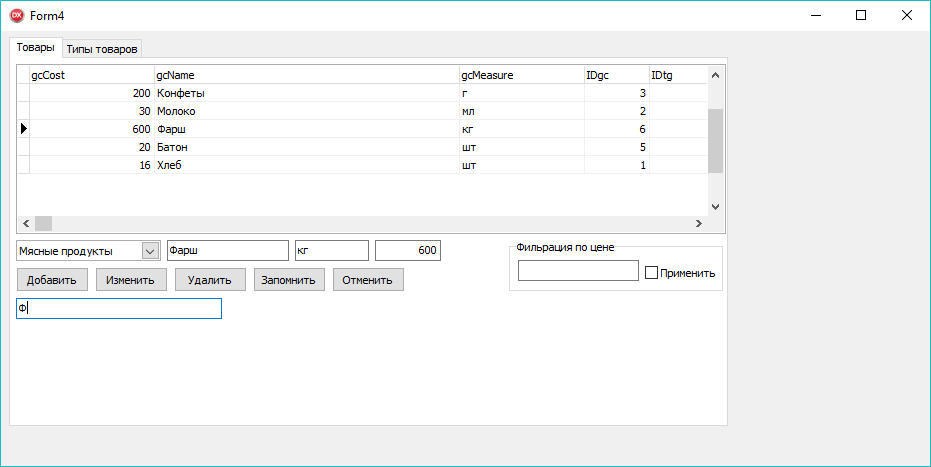 DX Form4
Товары Типы товаров
gcCost gcName gcMeasure IDgc IDtg
200 Конфеты г 3
30 Молоко мл 2
600 Фарш кг 6
20 Батон шт 5
16 Хлеб шт 1
Мясные продукты Фарш кг 600 Фильрация по цене
Применить
Добавить Изменить Удалить Запомнить Отменить
Ф